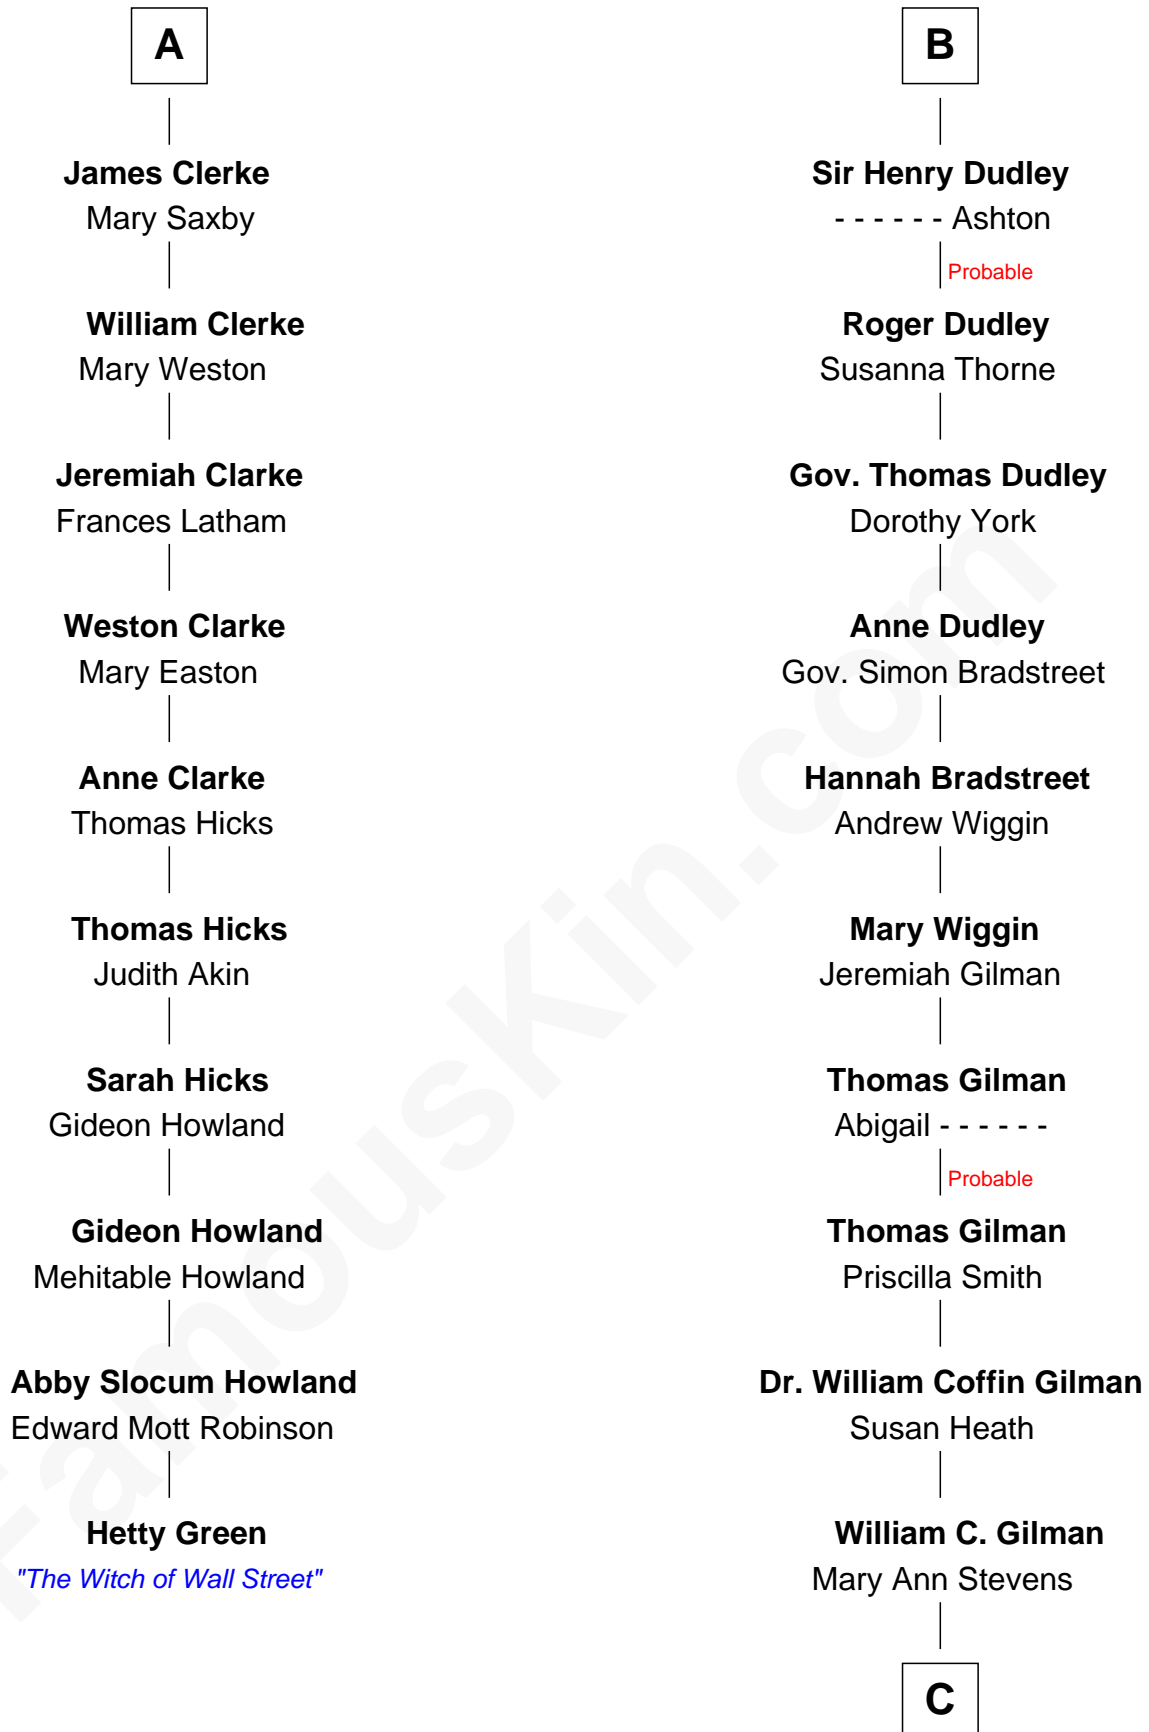 A
James Clerke
Mary Saxby
William Clerke
Mary Weston
Jeremiah Clarke
Frances Latham
Weston Clarke
Mary Easton
Anne Clarke
Thomas Hicks
Thomas Hicks
Judith Akin
Sarah Hicks
Gideon Howland
Gideon Howland
Mehitable Howland
Abby Slocum Howland
Edward Mott Robinson
Hetty Green
"The Witch of Wall Street"
B
Sir Henry Dudley
- - - - - - Ashton
Probable
Roger Dudley
Susanna Thorne
Gov. Thomas Dudley
Dorothy York
Anne Dudley
Gov. Simon Bradstreet
Hannah Bradstreet
Andrew Wiggin
Mary Wiggin
Jeremiah Gilman
Thomas Gilman
Abigail - - - - - -
Probable
Thomas Gilman
Priscilla Smith
Dr. William Coffin Gilman
Susan Heath
William C. Gilman
Mary Ann Stevens
C
FamousKin.com